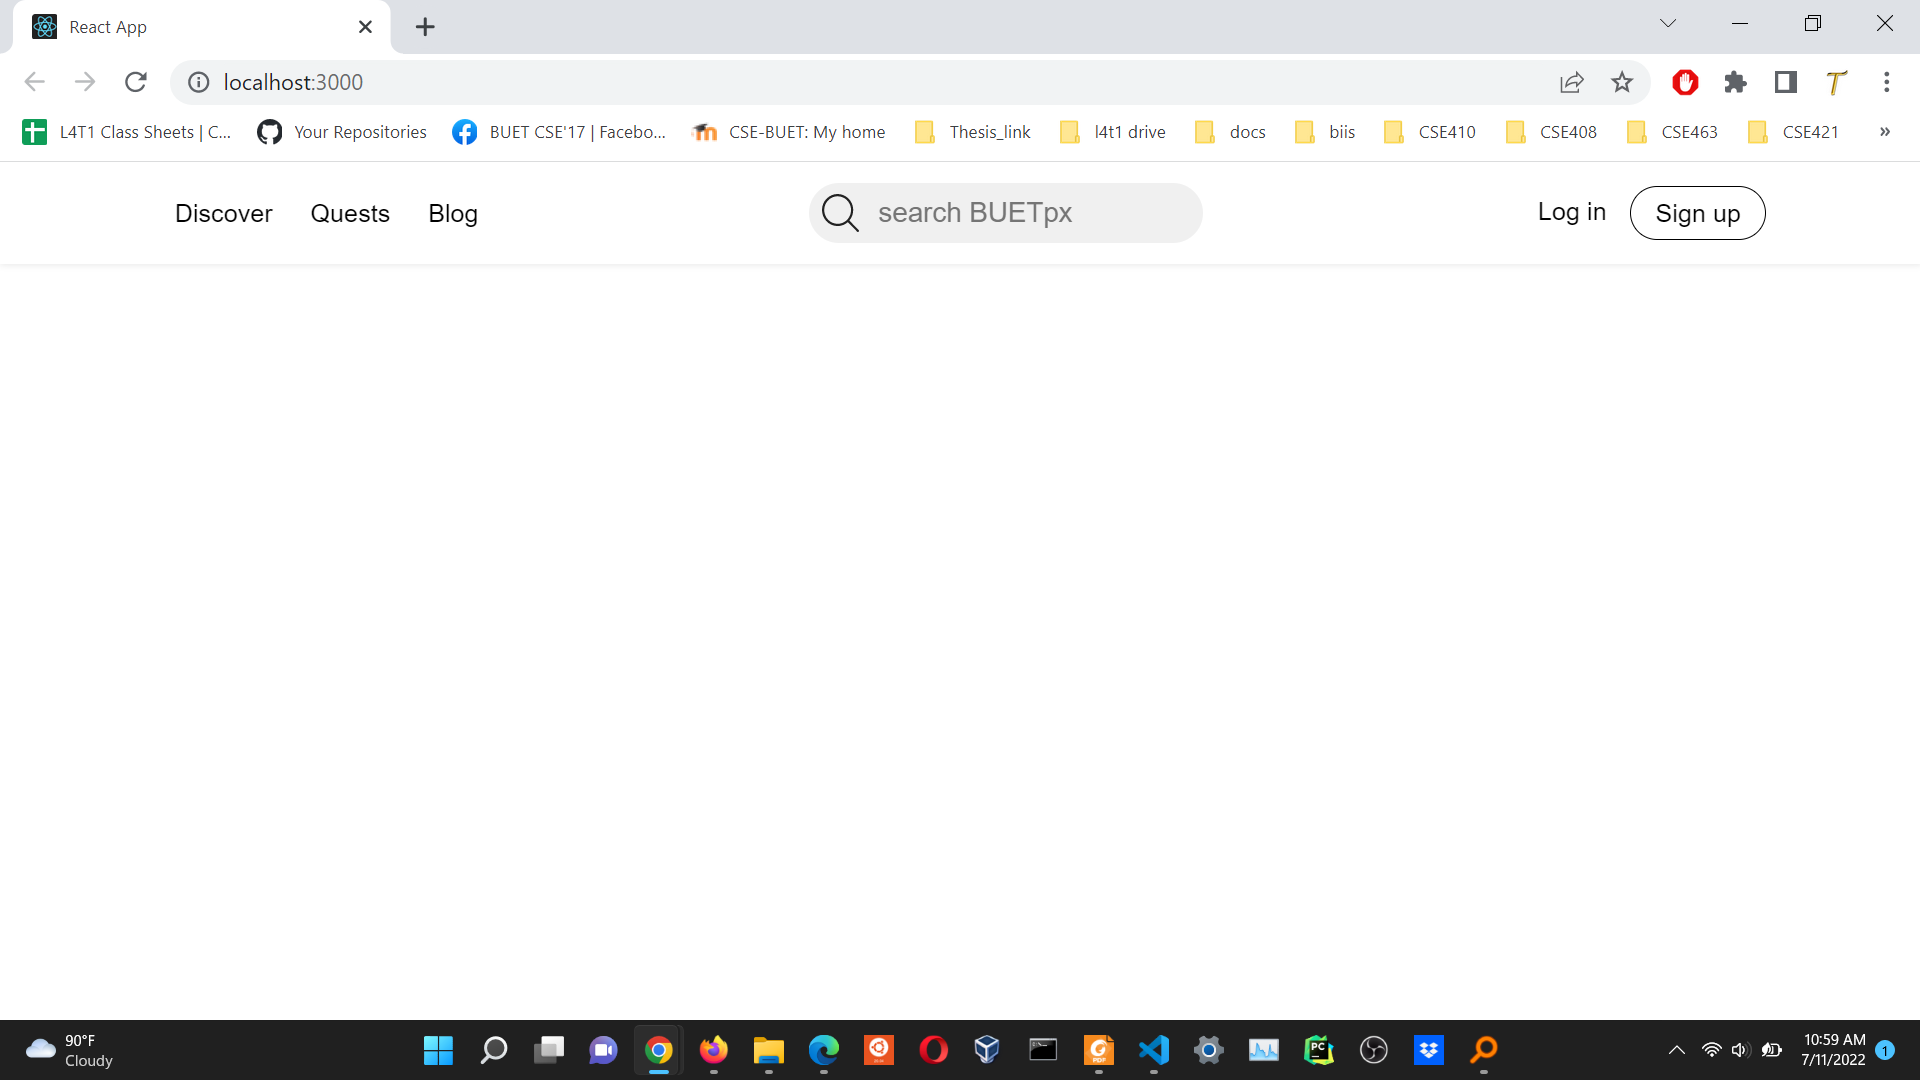 React App
localhost:3000
L4T1 Class Sheets | C... Your Repositories BUET CSE'17 | Facebo... CSE-BUET: My home Thesis_link l4t1 drive docs biis CSE410 CSE408 CSE463 CSE421 »
Discover Quests Blog search BUETpx Log in Sign up
90°F
Cloudy
PDF
PC
10:59 AM
7/11/2022
1